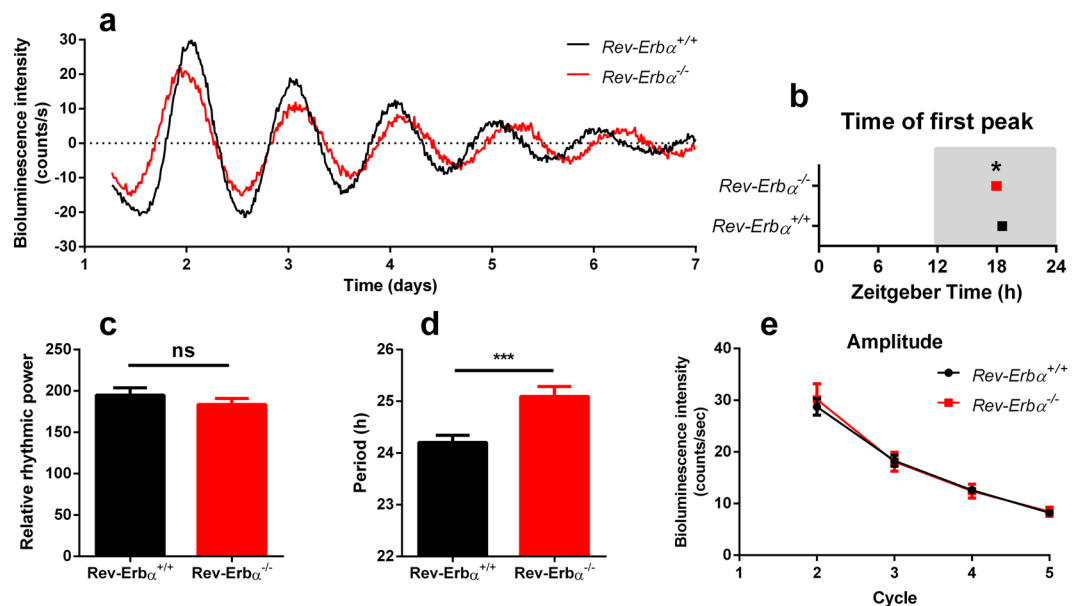 a
Bioluminescence intensity
(counts/s)
30
20
10
0
-10
-20
-30
1
2
3
4
5
6
7
Time (days)
Rev-Erbα+/+
Rev-Erbα-/-
b
Time of first peak
*
Rev-Erbα-/-
Rev-Erbα+/+
0
6
12
18
24
Zeitgeber Time (h)
c
ns
Relative rhythmic power
250
200
150
100
50
0
Rev-Erbα+/+
Rev-Erbα-/-
d
***
Period (h)
26
25
24
23
22
Rev-Erbα+/+
Rev-Erbα-/-
e
Amplitude
Bioluminescence intensity
(counts/sec)
40
30
20
10
0
1
2
3
4
5
Cycle
Rev-Erbα+/+
Rev-Erbα-/-